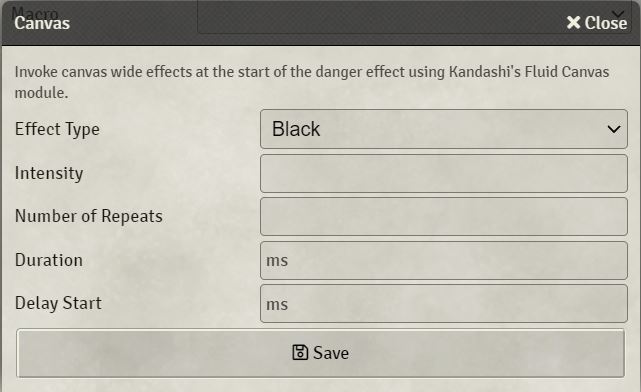 Macro
Canvas
Close
Invoke canvas wide effects at the start of the danger effect using Kandashi's Fluid Canvas
module.
Effect Type
Black
Intensity
Number of Repeats
Duration
ms
Delay Start
ms
Save